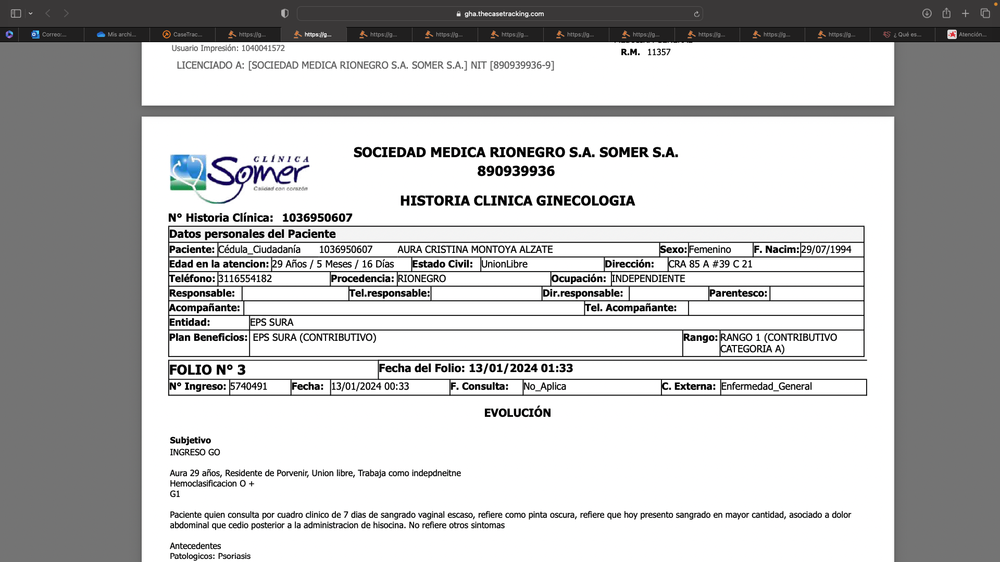 gha.thecasetracking.com
Correo:...
Mis archi...
CaseTrac...
https://g...
https://g...
https://g...
https://g...
https://g...
https://g...
https://g...
https://g...
https://g...
https://g...
¿ Qué es...
Atención...
Usuario Impresión: 1040041572
R.M. 11357
LICENCIADO A: [SOCIEDAD MEDICA RIONEGRO S.A. SOMER S.A.] NIT [890939936-9]
CLÍNICA
Somer
Calidad con corazón
SOCIEDAD MEDICA RIONEGRO S.A. SOMER S.A.
890939936
HISTORIA CLINICA GINECOLOGIA
N° Historia Clínica: 1036950607
Datos personales del Paciente
Paciente: Cédula_Ciudadanía 1036950607 AURA CRISTINA MONTOYA ALZATE Sexo: Femenino F. Nacim: 29/07/1994
Edad en la atencion: 29 Años / 5 Meses / 16 Días Estado Civil: UnionLibre Dirección: CRA 85 A #39 C 21
Teléfono: 3116554182 Procedencia: RIONEGRO Ocupación: INDEPENDIENTE
Responsable: Tel.responsable: Dir.responsable: Parentesco:
Acompañante: Tel. Acompañante:
Entidad: EPS SURA
Plan Beneficios: EPS SURA (CONTRIBUTIVO) Rango: RANGO 1 (CONTRIBUTIVO
CATEGORIA A)
FOLIO N° 3 Fecha del Folio: 13/01/2024 01:33
N° Ingreso: 5740491 Fecha: 13/01/2024 00:33 F. Consulta: No_Aplica C. Externa: Enfermedad_General
EVOLUCIÓN
Subjetivo
INGRESO GO
Aura 29 años, Residente de Porvenir, Union libre, Trabaja como indepdneitne
Hemoclasificacion O +
G1
Paciente quien consulta por cuadro clinico de 7 dias de sangrado vaginal escaso, refiere como pinta oscura, refiere que hoy presento sangrado en mayor cantidad, asociado a dolor
abdominal que cedio posterior a la administracion de hisocina. No refiere otros sintomas
Antecedentes
Patologicos: Psoriasis